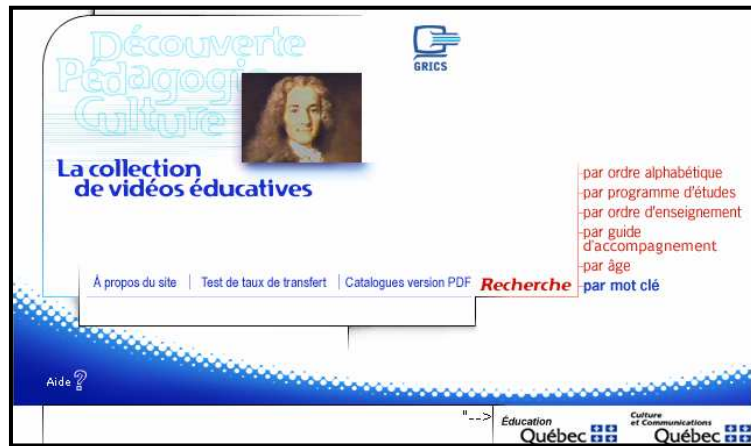 Découverte
Pédagogie
Culture
GRICS
La collection
de vidéos éducatives
par ordre alphabétique
par programme d'études
par ordre d'enseignement
par guide
d'accompagnement
par âge
À propos du site | Test de taux de transfert | Catalogues version PDF Recherche par mot clé
Aide ?
"-->
Éducation
Québec
Culture
et Communications
Québec